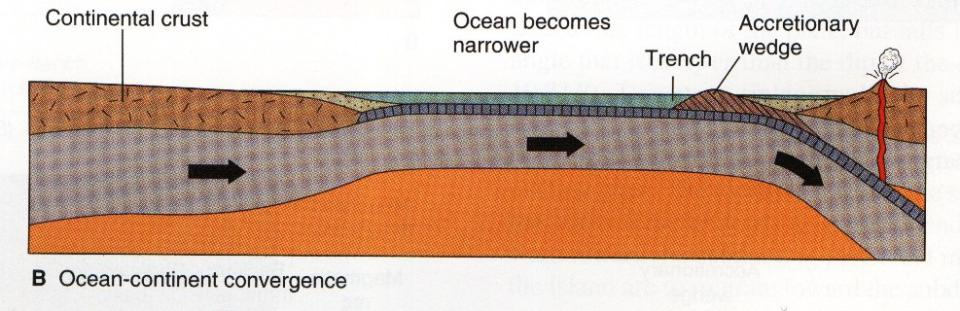 Continental crust
Ocean becomes
narrower
Trench
Accretionary
wedge
B Ocean-continent convergence